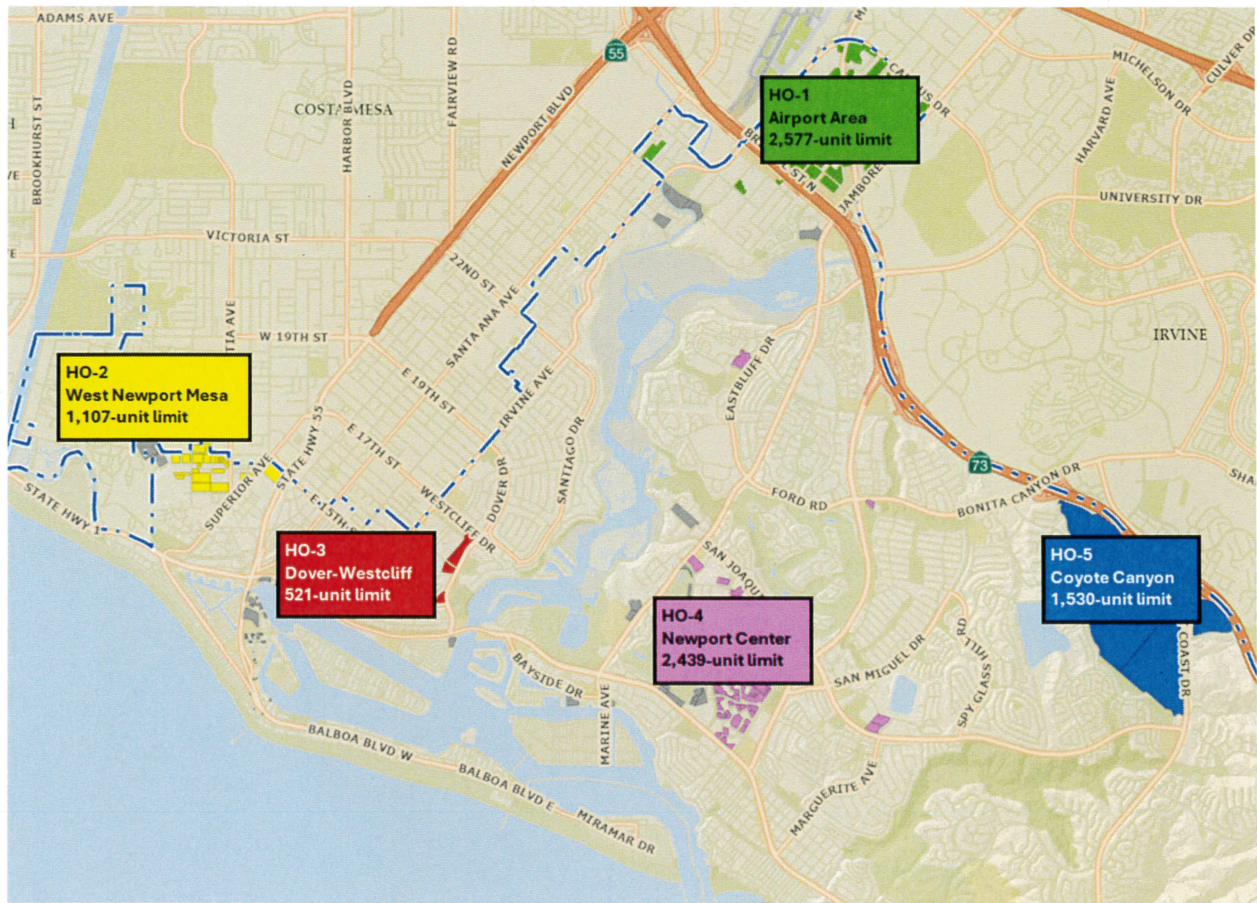 ADAMS AVE
BROOKHURST ST
HARBOR BLVD
FAIRVIEW RD
COSTA MESA
NEWPORT BLVD
55
CAMPUS DR
MICHELSON DR
CULVER DR
HARVARD AVE
UNIVERSITY DR
HO-1
Airport Area
2,577-unit limit
VICTORIA ST
22ND ST
SANTA ANA AVE
W 19TH ST
E 19TH ST
IRVINE AVE
E 17TH ST
SANTIAGO DR
DOVER DR
WESTCLIFF DR
EASTBLUFF DR
IRVINE
HO-2
West Newport Mesa
1,107-unit limit
SUPERIOR AVE
STATE HWY 55
STATE HWY 1
FORD RD
BONITA CANYON DR
73
HO-3
Dover-Westcliff
521-unit limit
HO-4
Newport Center
2,439-unit limit
HO-5
Coyote Canyon
1,530-unit limit
COAST DR
SAN MIGUEL DR
SPY GLASS HILL RD
BAYSIDE DR
MARINE AVE
MARGUERITE AVE
BALBOA BLVD W
BALBOA BLVD E
MIRAMAR DR